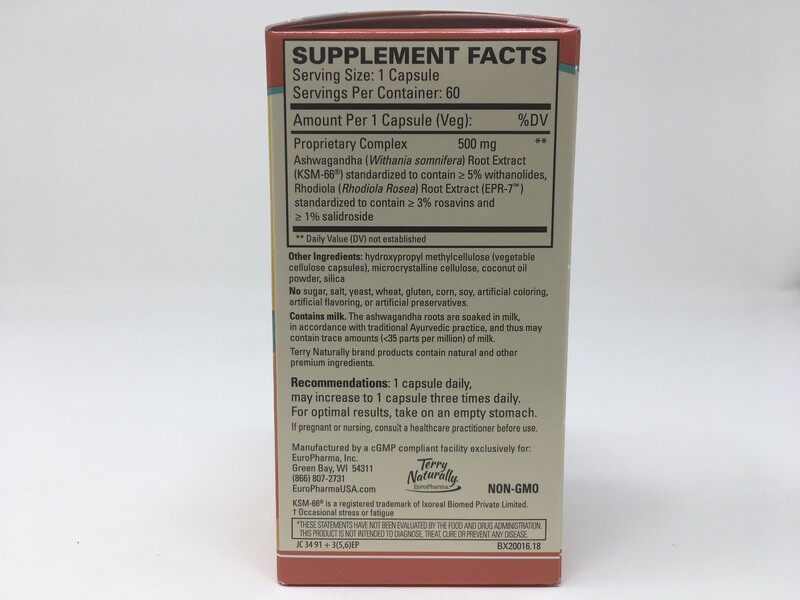 SUPPLEMENT FACTS
Serving Size: 1 Capsule
Servings Per Container: 60
Amount Per 1 Capsule (Veg): %DV
Proprietary Complex 500 mg **
Ashwagandha (Withania somnifera) Root Extract
(KSM-66®) standardized to contain ≥ 5% withanolides,
Rhodiola (Rhodiola Rosea) Root Extract (EPR-7™)
standardized to contain ≥ 3% rosavins and
≥ 1% salidroside
** Daily Value (DV) not established
Other Ingredients: hydroxypropyl methylcellulose (vegetable
cellulose capsules), microcrystalline cellulose, coconut oil
powder, silica
No sugar, salt, yeast, wheat, gluten, corn, soy, artificial coloring,
artificial flavoring, or artificial preservatives.
Contains milk. The ashwagandha roots are soaked in milk,
in accordance with traditional Ayurvedic practice, and thus may
contain trace amounts (<35 parts per million) of milk.
Terry Naturally brand products contain natural and other
premium ingredients.
Recommendations: 1 capsule daily,
may increase to 1 capsule three times daily.
For optimal results, take on an empty stomach.
If pregnant or nursing, consult a healthcare practitioner before use.
Manufactured by a cGMP compliant facility exclusively for:
EuroPharma, Inc.
Green Bay, WI 54311
(866) 807-2731
EuroPharmaUSA.com
Terry
Naturally®
EuroPharma
NON-GMO
KSM-66® is a registered trademark of Ixoreal Biomed Private Limited.
† Occasional stress or fatigue
*THESE STATEMENTS HAVE NOT BEEN EVALUATED BY THE FOOD AND DRUG ADMINISTRATION.
THIS PRODUCT IS NOT INTENDED TO DIAGNOSE, TREAT, CURE OR PREVENT ANY DISEASE.
JC 34 91 + 3(5,6)EP BX20016.18